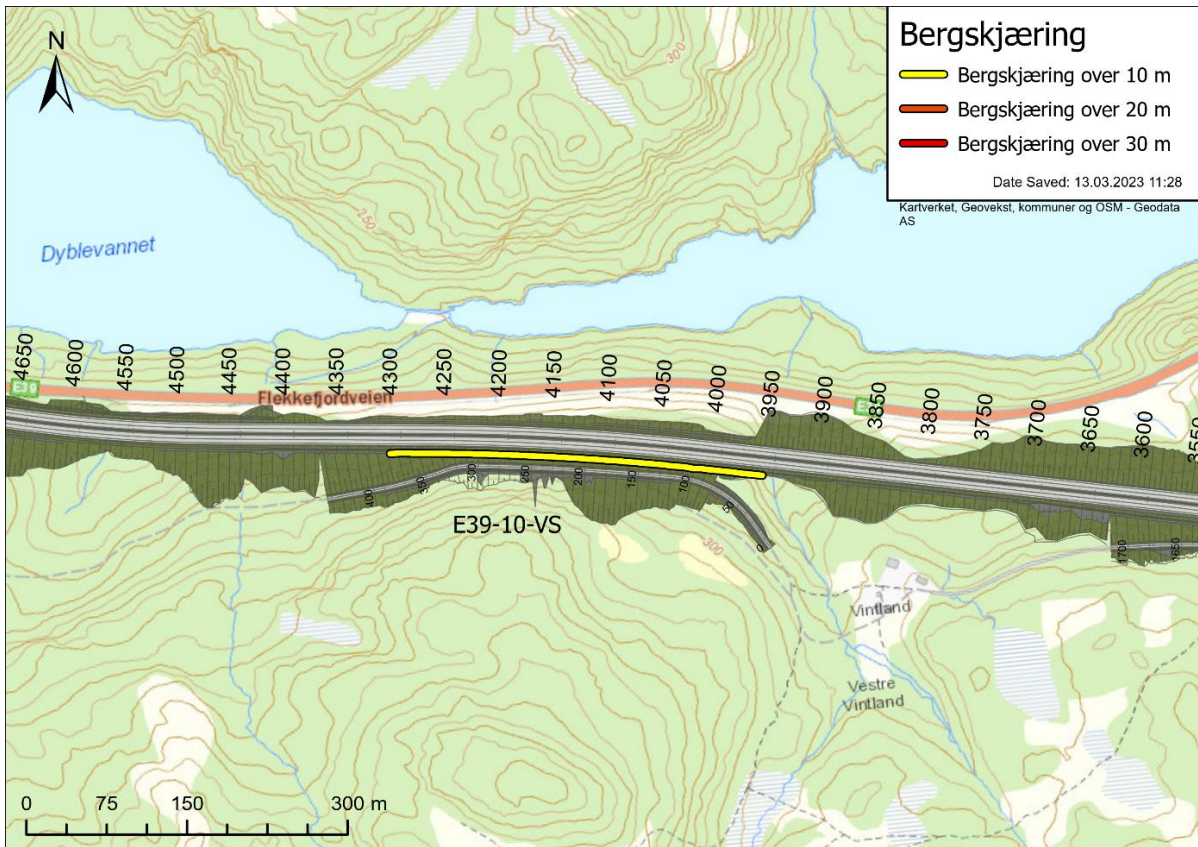 Bergskjæring
Bergskjæring over 10 m
Bergskjæring over 20 m
Bergskjæring over 30 m
Date Saved: 13.03.2023 11:28
Kartverket, Geovekst, kommuner og OSM - Geodata
AS
N
300
250
Dyblevannet
4650
4600
4550
4500
4450
4400
4350
4300
4250
4200
4150
4100
4050
4000
3950
3900
3850
3800
3750
3700
3650
3600
3550
E39
Flekkefjordveien
400
350
300
250
200
150
100
50
0
1700
1650
E39-10-VS
300
Vintland
Vestre
Vintland
0 75 150 300 m